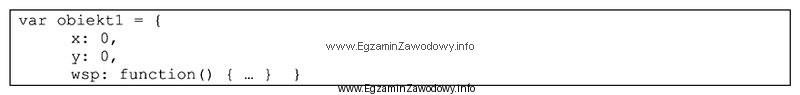 var obiekt1 = {
x: 0,
www.EgzaminZawodowy.info
y: 0,
wsp: function() { … } }
www.EgzaminZawodowy.info